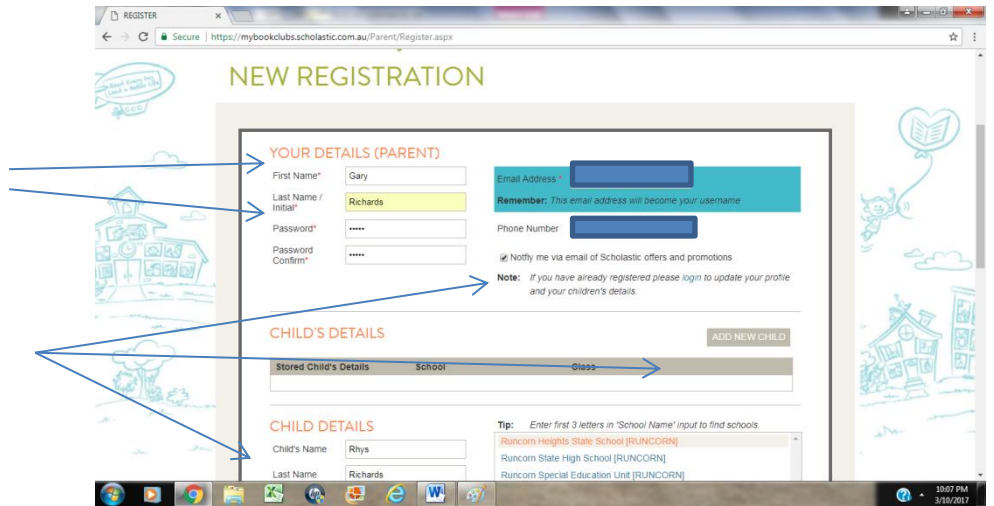 REGISTER
Secure https://mybookclubs.scholastic.com.au/Parent/Register.aspx
NEW REGISTRATION
YOUR DETAILS (PARENT)
First Name* Gary
Last Name / Initial* Richards
Password* •••••
Password Confirm* •••••
Email Address *
Remember: This email address will become your username
Phone Number
Notfiy me via email of Scholastic offers and promotions
Note: If you have already registered please login to update your profile
and your children's details.
CHILD'S DETAILS
ADD NEW CHILD
Stored Child's Details School Class
CHILD DETAILS
Child's Name Rhys
Last Name Richards
Tip: Enter first 3 letters in 'School Name' input to find schools.
Runcorn Heights State School [RUNCORN]
Runcorn State High School [RUNCORN]
Runcorn Special Education Unit [RUNCORN]
10:07 PM
3/10/2017